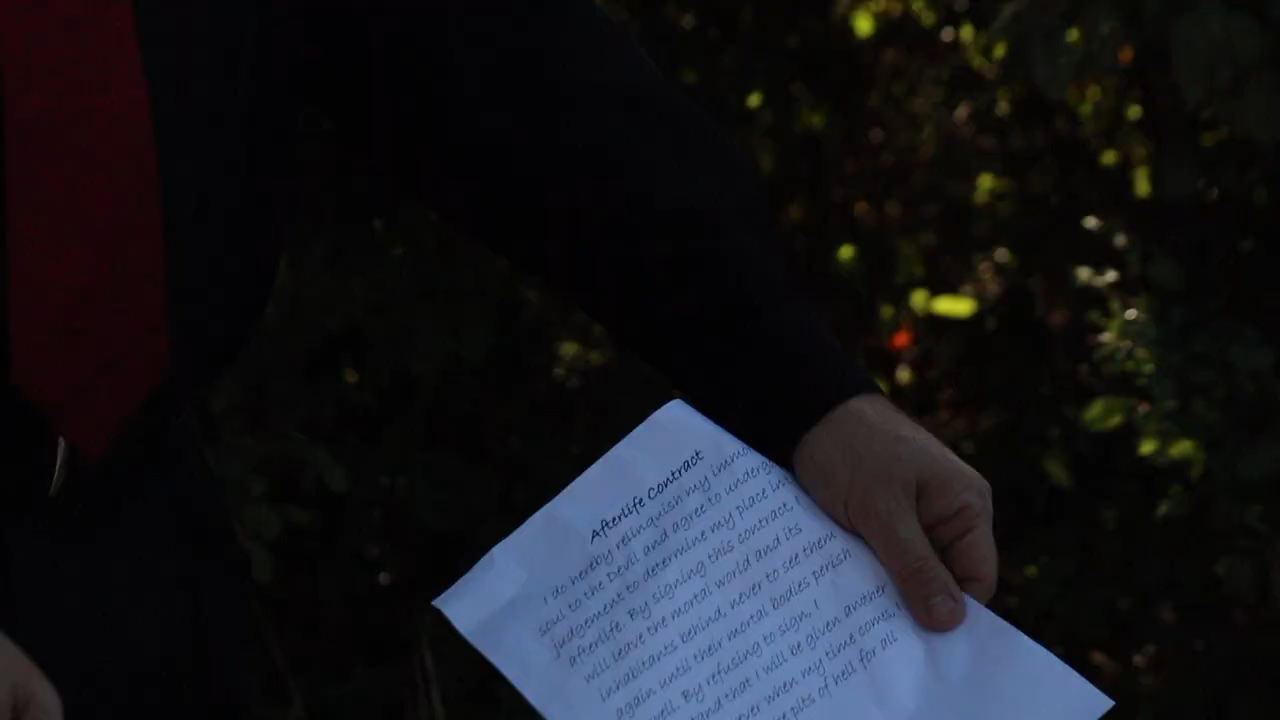 Afterlife Contract
I do hereby relinquish my immo
soul to the Devil and agree to underg
judgement to determine my place in
afterlife. By signing this contract, I
will leave the mortal world and its
inhabitants behind, never to see them
again until their mortal bodies perish
well. By refusing to sign, I
tand that I will be given another
ver when my time comes, I
e pits of hell for all